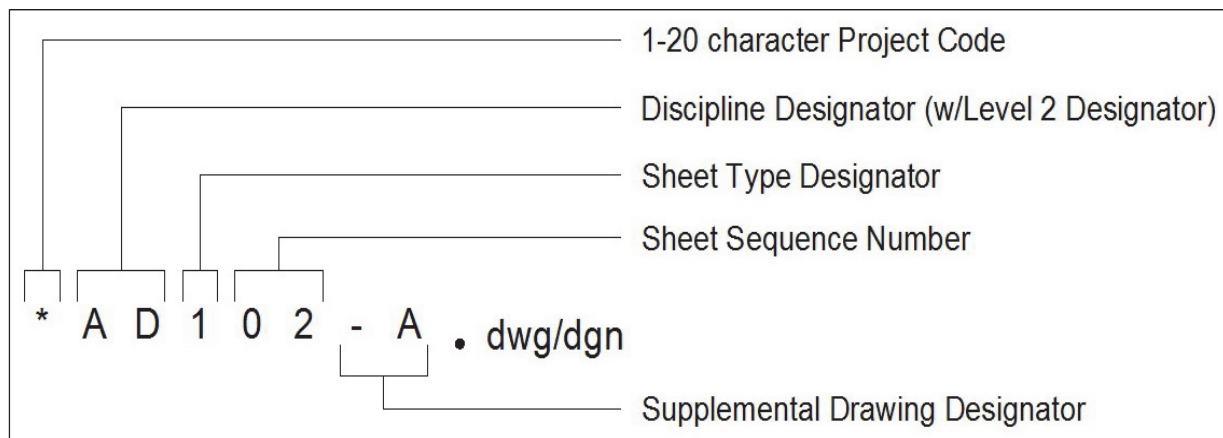 1-20 character Project Code
Discipline Designator (w/Level 2 Designator)
Sheet Type Designator
Sheet Sequence Number
* A D 1 0 2 - A . dwg/dgn
Supplemental Drawing Designator